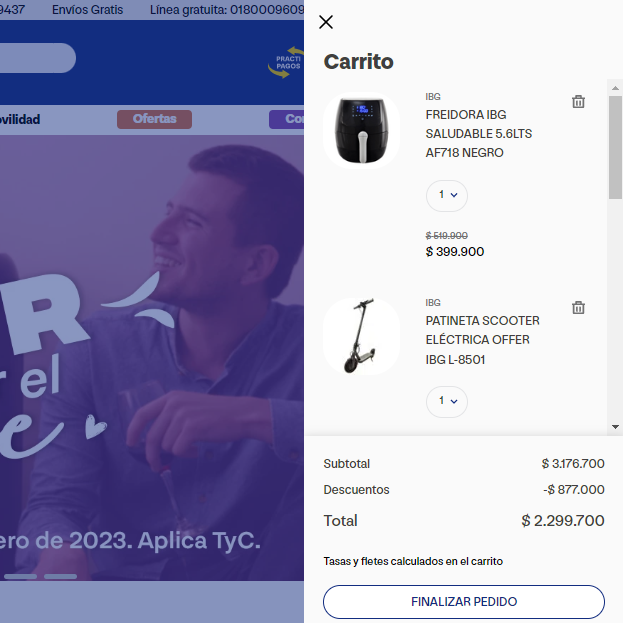 9437 Envíos Gratis Línea gratuita: 0180009609
PRACTI
PAGOS
ovilidad
Ofertas
Co
R
r el
e
ero de 2023. Aplica TyC.
Carrito
IBG
FREIDORA IBG
SALUDABLE 5.6LTS
AF718 NEGRO
1
$ 519.900
$ 399.900
IBG
PATINETA SCOOTER
ELÉCTRICA OFFER
IBG L-8501
1
Subtotal $ 3.176.700
Descuentos -$ 877.000
Total $ 2.299.700
Tasas y fletes calculados en el carrito
FINALIZAR PEDIDO